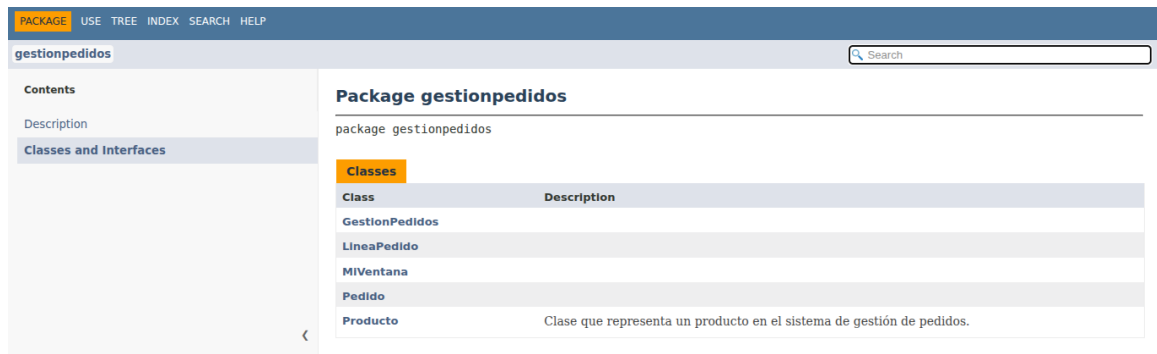 PACKAGE USE TREE INDEX SEARCH HELP
gestionpedidos
Search
Contents
Description
Classes and Interfaces
Package gestionpedidos
package gestionpedidos
Classes
Class Description
GestionPedidos
LineaPedido
MiVentana
Pedido
Producto Clase que representa un producto en el sistema de gestión de pedidos.